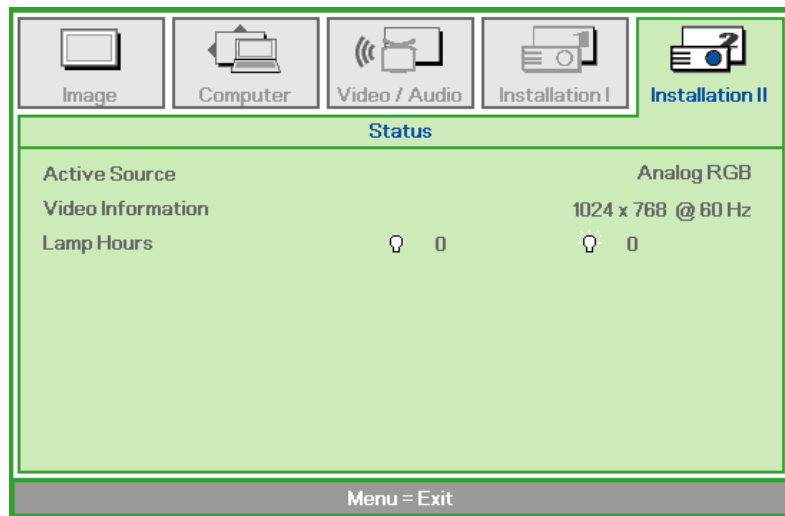 Image
Computer
Video / Audio
Installation I
Installation II
Status
Active Source Analog RGB
Video Information 1024 x 768 @ 60 Hz
Lamp Hours 0 0
Menu = Exit